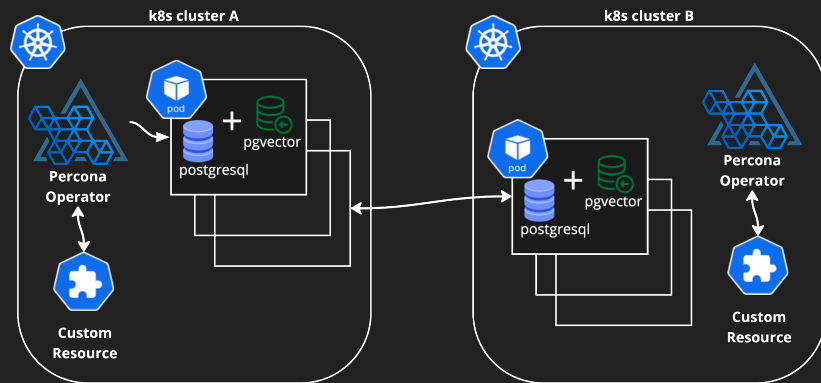 k8s cluster A
pod
+
pgvector
postgresql
Percona
Operator
Custom
Resource
k8s cluster B
pod
+
pgvector
postgresql
Percona
Operator
Custom
Resource